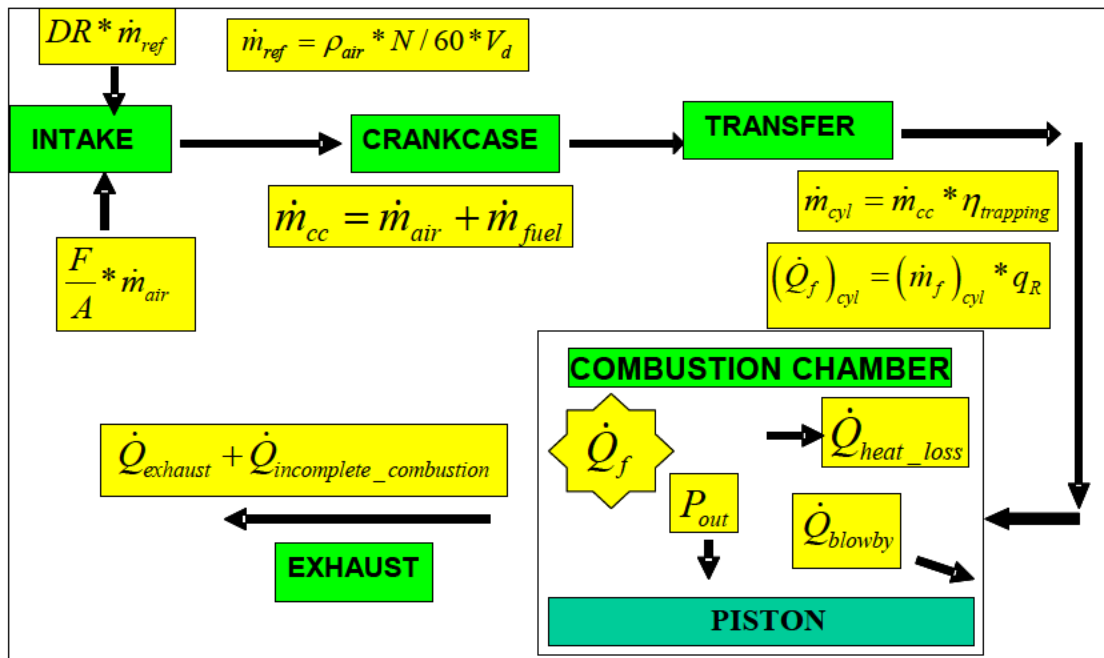 DR * ṁ_ref
ṁ_ref = ρ_air * N / 60 * V_d
INTAKE
CRANKCASE
TRANSFER
ṁ_cc = ṁ_air + ṁ_fuel
ṁ_cyl = ṁ_cc * η_trapping
F/A * ṁ_air
(Q̇_f)_cyl = (ṁ_f)_cyl * q_R
COMBUSTION CHAMBER
Q̇_f
Q̇_heat_loss
P_out
Q̇_blowby
PISTON
Q̇_exhaust + Q̇_incomplete_combustion
EXHAUST